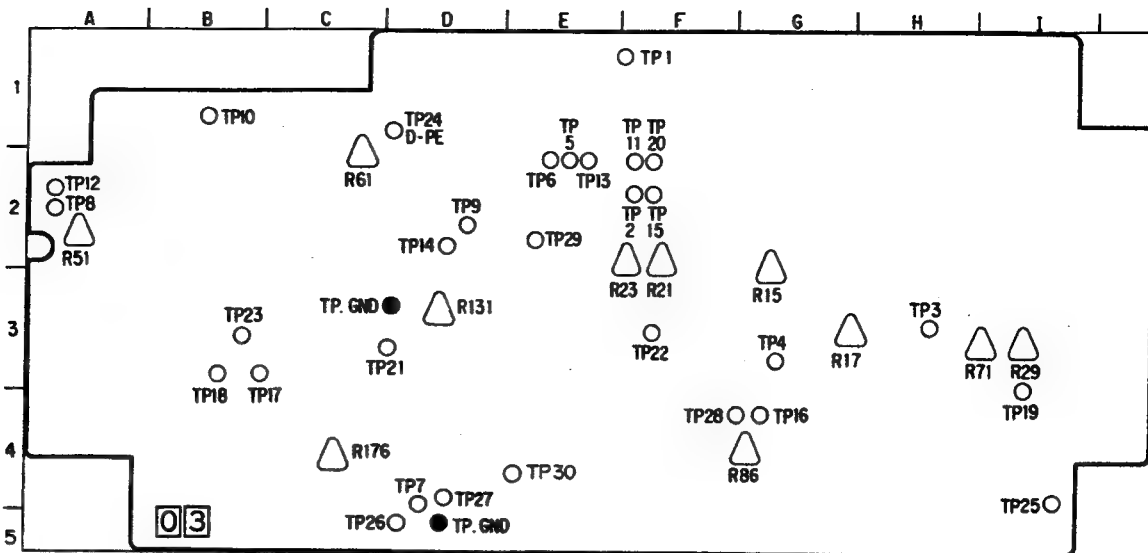 A B C D E F G H I
TP1
1
TP10
TP24
D-PE
TP
5
TP
11
TP
20
R61
TP6
TP13
TP12
2
TP8
TP9
TP
2
TP
15
TP14
TP29
R51
R23
R21
R15
TP. GND
R131
TP3
3
TP23
TP4
TP22
R17
TP21
R71
R29
TP18
TP17
TP28
TP16
TP19
4
R176
R86
TP30
TP7
TP27
TP25
03
TP26
TP. GND
5